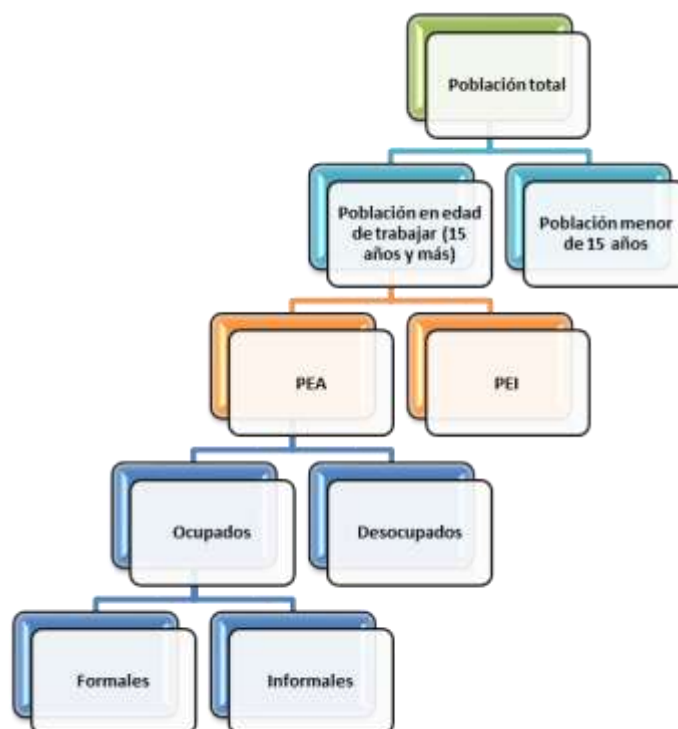 Población total
Población en edad
de trabajar (15
años y más)
Población menor
de 15 años
PEA
PEI
Ocupados
Desocupados
Formales
Informales